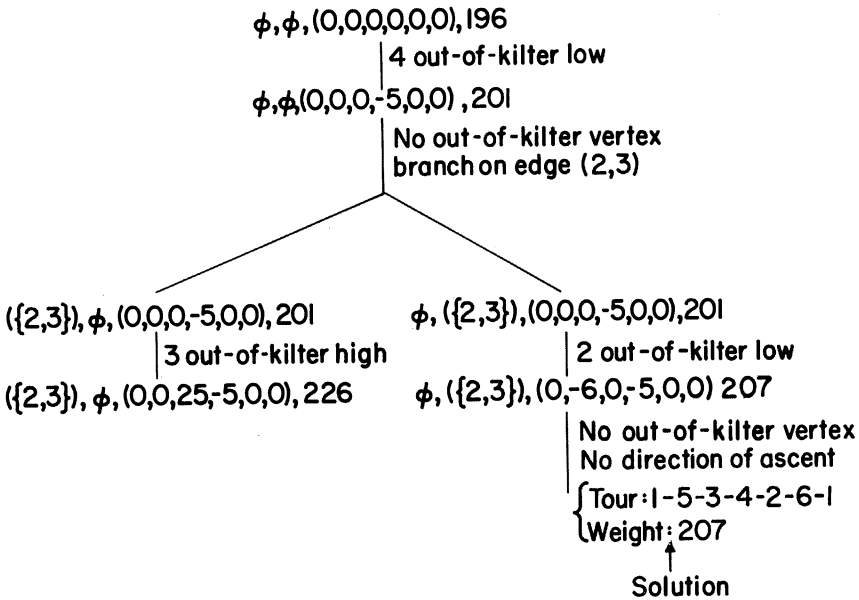 ϕ,ϕ,(0,0,0,0,0,0),196
4 out-of-kilter low
ϕ,ϕ,(0,0,0,-5,0,0),201
No out-of-kilter vertex
branch on edge (2,3)
({2,3}),ϕ,(0,0,0,-5,0,0),201
3 out-of-kilter high
({2,3}),ϕ,(0,0,25,-5,0,0),226
ϕ,({2,3}),(0,0,0,-5,0,0),201
2 out-of-kilter low
ϕ,({2,3}),(0,-6,0,-5,0,0) 207
No out-of-kilter vertex
No direction of ascent
Tour:1-5-3-4-2-6-1
Weight:207
Solution